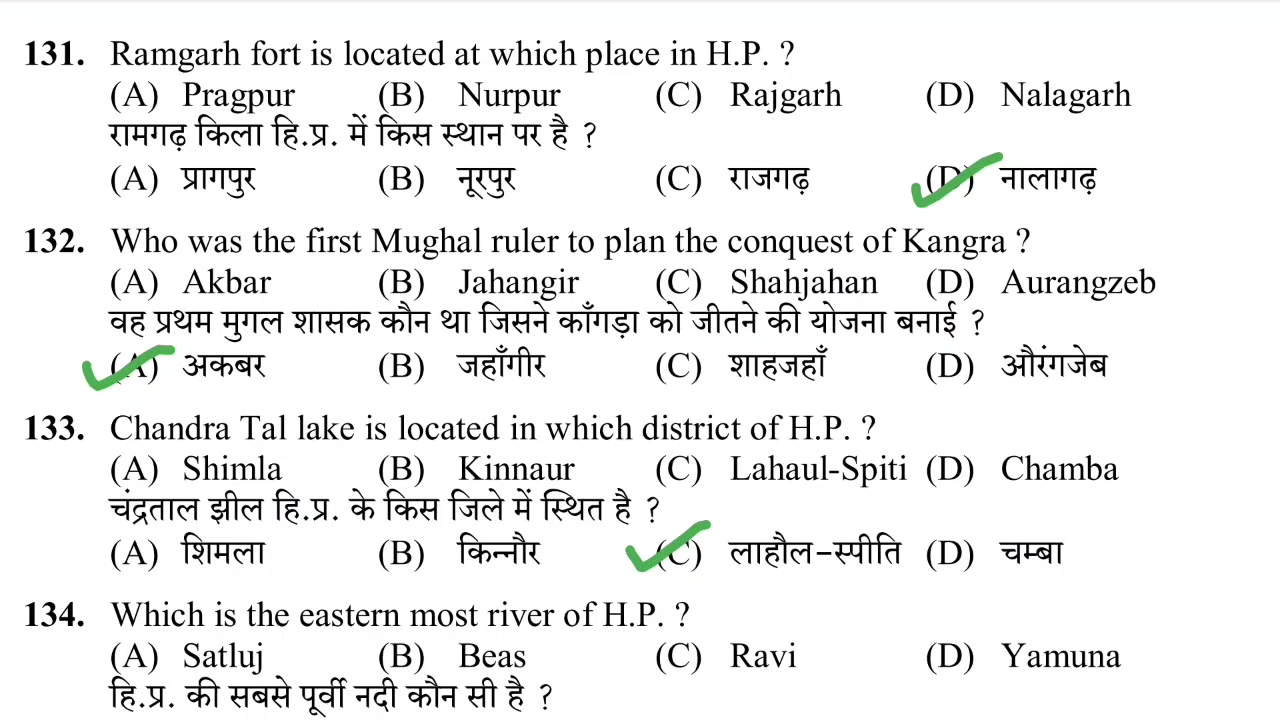 131. Ramgarh fort is located at which place in H.P. ?
(A) Pragpur (B) Nurpur (C) Rajgarh (D) Nalagarh
रामगढ़ किला हि.प्र. में किस स्थान पर है ?
(A) प्रागपुर (B) नूरपुर (C) राजगढ़ (D) नालागढ़
132. Who was the first Mughal ruler to plan the conquest of Kangra ?
(A) Akbar (B) Jahangir (C) Shahjahan (D) Aurangzeb
वह प्रथम मुगल शासक कौन था जिसने काँगड़ा को जीतने की योजना बनाई ?
(A) अकबर (B) जहाँगीर (C) शाहजहाँ (D) औरंगजेब
133. Chandra Tal lake is located in which district of H.P. ?
(A) Shimla (B) Kinnaur (C) Lahaul-Spiti (D) Chamba
चंद्रताल झील हि.प्र. के किस जिले में स्थित है ?
(A) शिमला (B) किन्नौर (C) लाहौल-स्पीति (D) चम्बा
134. Which is the eastern most river of H.P. ?
(A) Satluj (B) Beas (C) Ravi (D) Yamuna
हि.प्र. की सबसे पूर्वी नदी कौन सी है ?